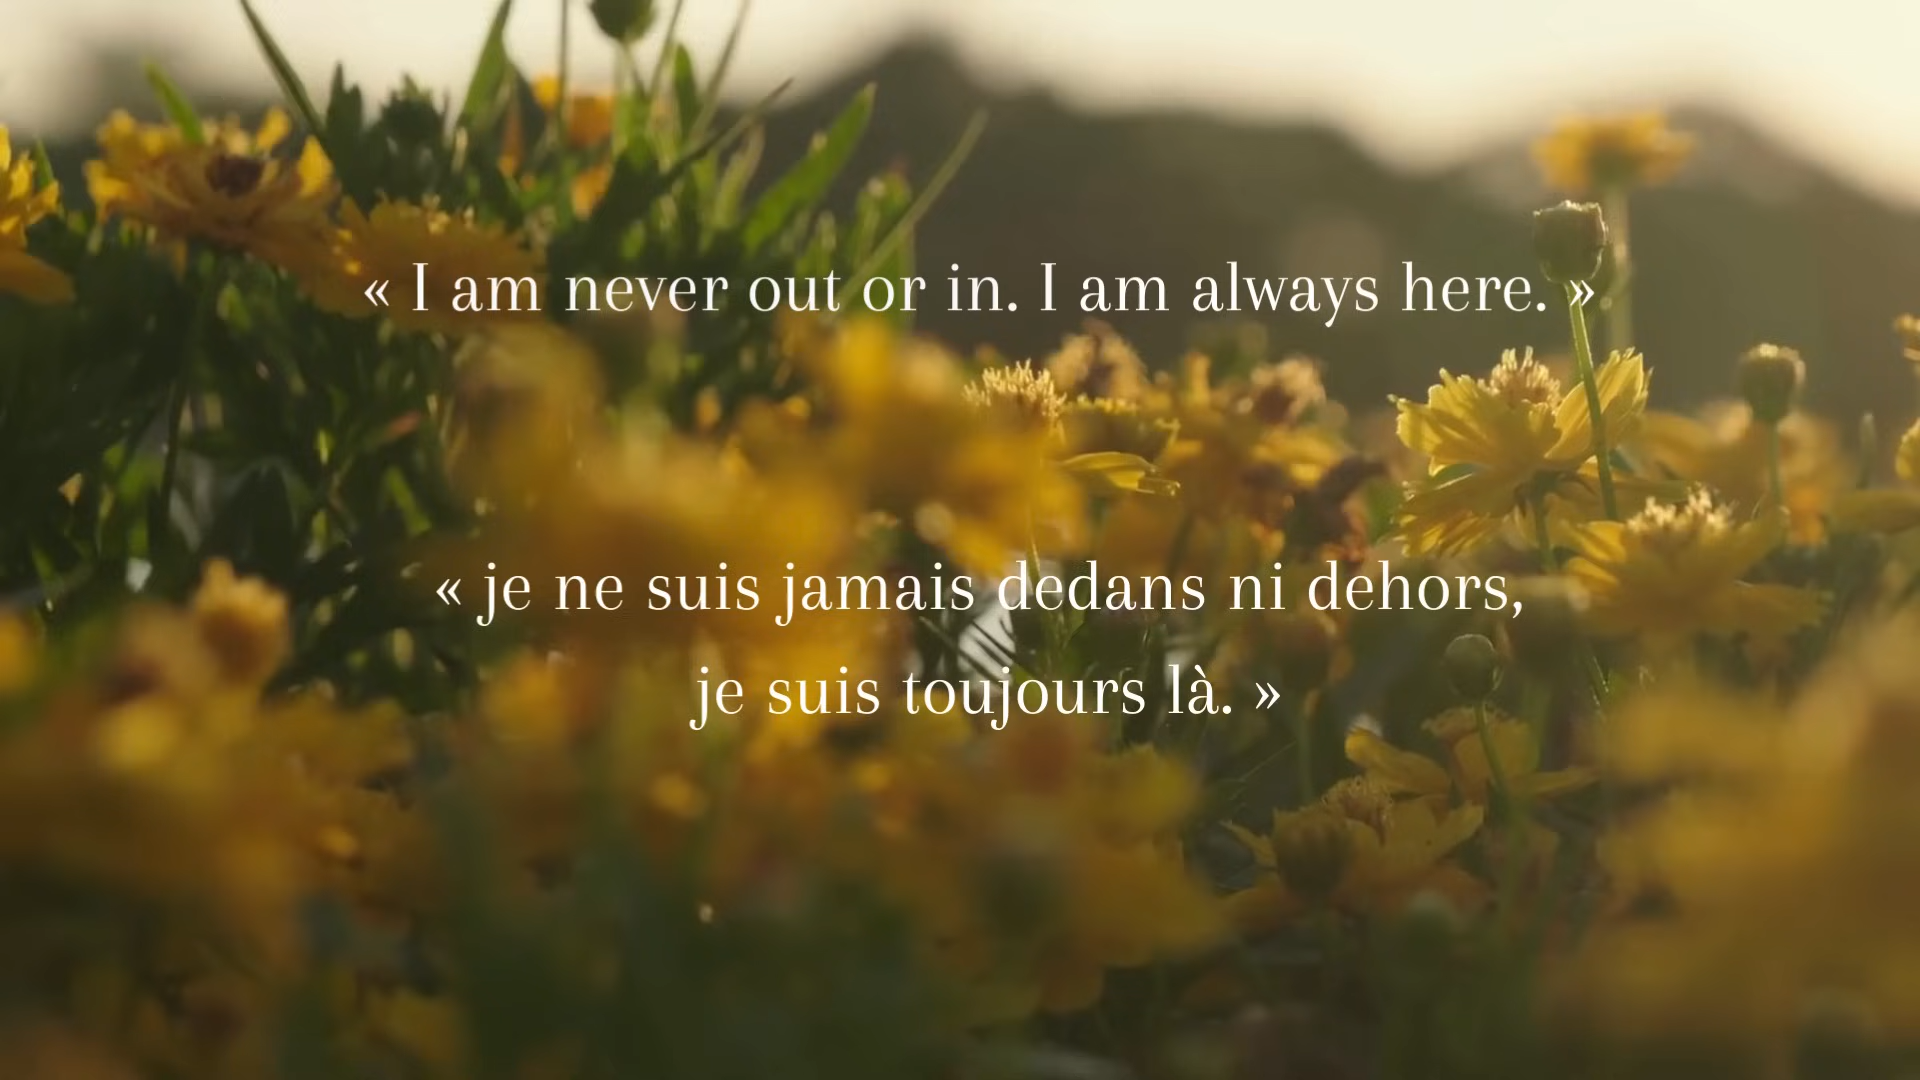 « I am never out or in. I am always here. »
« je ne suis jamais dedans ni dehors,
je suis toujours là. »